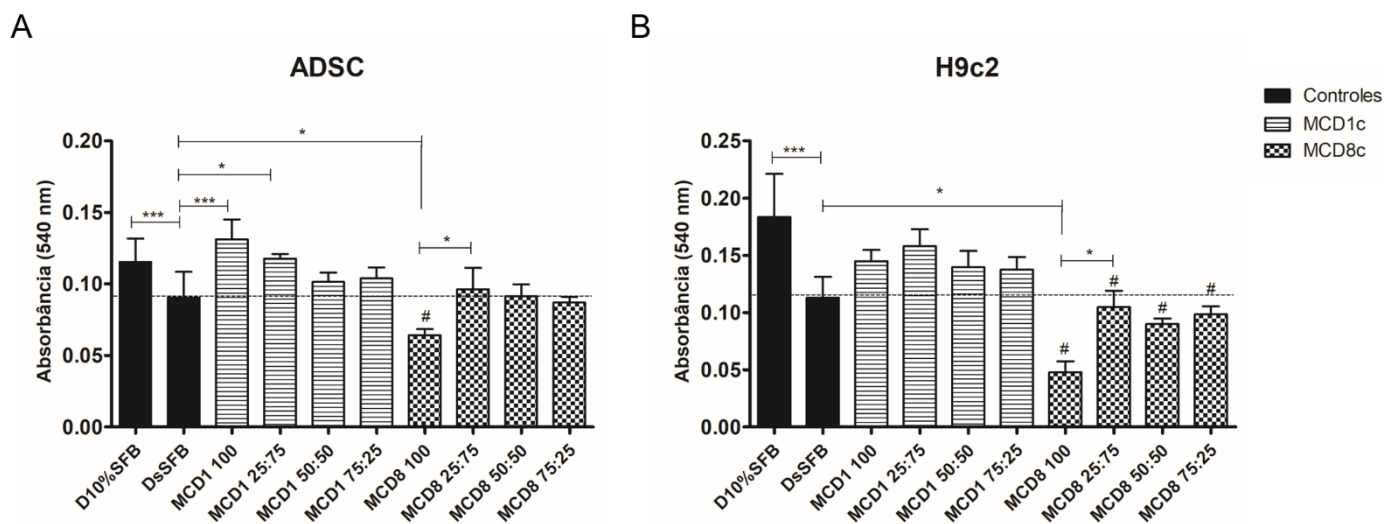 A
ADSC
Absorbância (540 nm)
0.20
0.15
0.10
0.05
0.00
*
*
***
***
#
*
D10%SFB
DsSFB
MCD1 100
MCD1 25:75
MCD1 50:50
MCD1 75:25
MCD8 100
MCD8 25:75
MCD8 50:50
MCD8 75:25
B
H9c2
Absorbância (540 nm)
0.25
0.20
0.15
0.10
0.05
0.00
***
*
*
#
#
#
#
D10%SFB
DsSFB
MCD1 100
MCD1 25:75
MCD1 50:50
MCD1 75:25
MCD8 100
MCD8 25:75
MCD8 50:50
MCD8 75:25
Controles
MCD1c
MCD8c